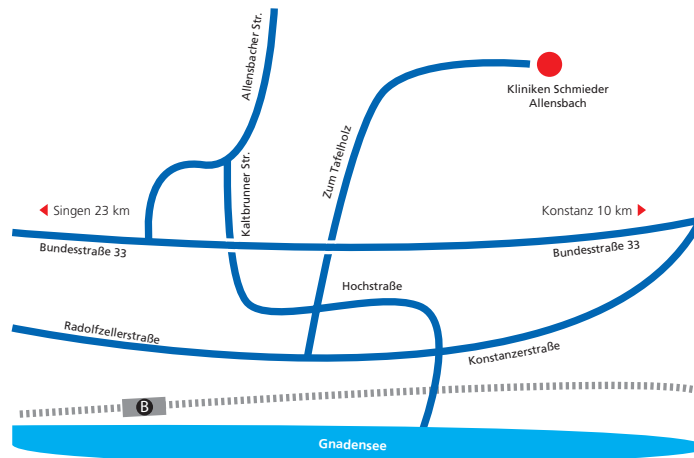 Allensbacher Str.
Kliniken Schmieder
Allensbach
Zum Tafelholz
Kaltbrunner Str.
Singen 23 km
Konstanz 10 km
Bundesstraße 33
Bundesstraße 33
Hochstraße
Radolfzellerstraße
Konstanzerstraße
B
Gnadensee